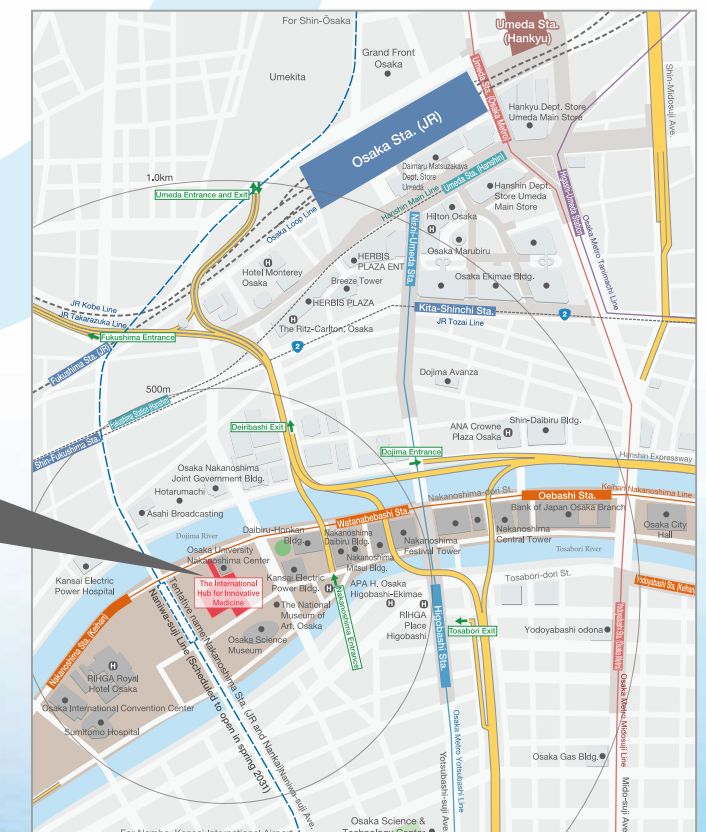 For Shin-Ōsaka
Umeda Sta.
(Hankyu)
Grand Front
Osaka
Umekita
Umeda Sta. (Osaka Metro)
Shin-Midosuji Ave.
Hankyu Dept. Store
Umeda Main Store
Osaka Sta. (JR)
Daimaru Matsuzakaya
Dept. Store
Umeda
Umeda Sta. (Hanshin)
Higashi-Umeda Station
1.0km
Umeda Entrance and Exit
Hanshin Main Line
Hanshin Dept.
Store Umeda
Main Store
Osaka Loop Line
Hilton Osaka
H
Nishi-Umeda Sta.
Osaka Metro Tanimachi Line
Osaka Marubiru
HERBIS
PLAZA ENT
H
Hotel Monterey
Osaka
Breeze Tower
Osaka Ekimae Bldg.
HERBIS PLAZA
JR Kobe Line
JR Takarazuka Line
Kita-Shinchi Sta.
2
JR Tozai Line
H
The Ritz-Carlton, Osaka
Fukushima Entrance
2
Fukushima Sta. (JR)
Dojima Avanza
500m
Fukushima Station (Hanshin)
Shin-Fukushima Sta.
Deiribashi Exit
ANA Crowne
Plaza Osaka
H
Shin-Daibiru Bldg.
Dojima Entrance
Hanshin Expressway
Osaka Nakanoshima
Joint Government Bldg.
Hotarumachi
Asahi Broadcasting
Keihan Nakanoshima Line
Nakanoshima-dori St.
Oebashi Sta.
Bank of Japan Osaka Branch
Watanabebashi Sta.
Dojima River
Daibiru-Honkan
Bldg.
Nakanoshima
Daibiru Bldg.
Nakanoshima
Festival Tower
Nakanoshima
Central Tower
Osaka City
Hall
Osaka University
Nakanoshima Center
Nakanoshima
Mitsui Bldg.
Tosabori River
Kansai Electric
Power Hospital
The International
Hub for Innovative
Medicine
Kansai Electric
Power Bldg.
H
APA H. Osaka
Higobashi-Ekimae
H
Tosabori-dori St.
Yodoyabashi Sta. (Keihan)
The National
Museum of
Art, Osaka
Nakanoshima Entrance
H
RIHGA
Place
Higobashi
Higobashi Sta.
Tosabori Exit
Yodoyabashi odona
Yodoyabashi Sta. (Osaka Metro)
Nakanoshima Sta. (Keihan)
Osaka Science
Museum
Tentative name: Nakanoshima Sta. (JR and Nankai)
Naniwa-suji Line (Scheduled to open in spring 2031)
H
RIHGA Royal
Hotel Osaka
Osaka International Convention Center
Sumitomo Hospital
Osaka Metro Yotsubashi Line
Yotsubashi-suji Ave.
Osaka Metro Midosuji Line
Osaka Gas Bldg.
Naniwa-suji Ave.
Mido-suji Ave.
Osaka Science &
Technology Center
For Namba, Kansai International Airport